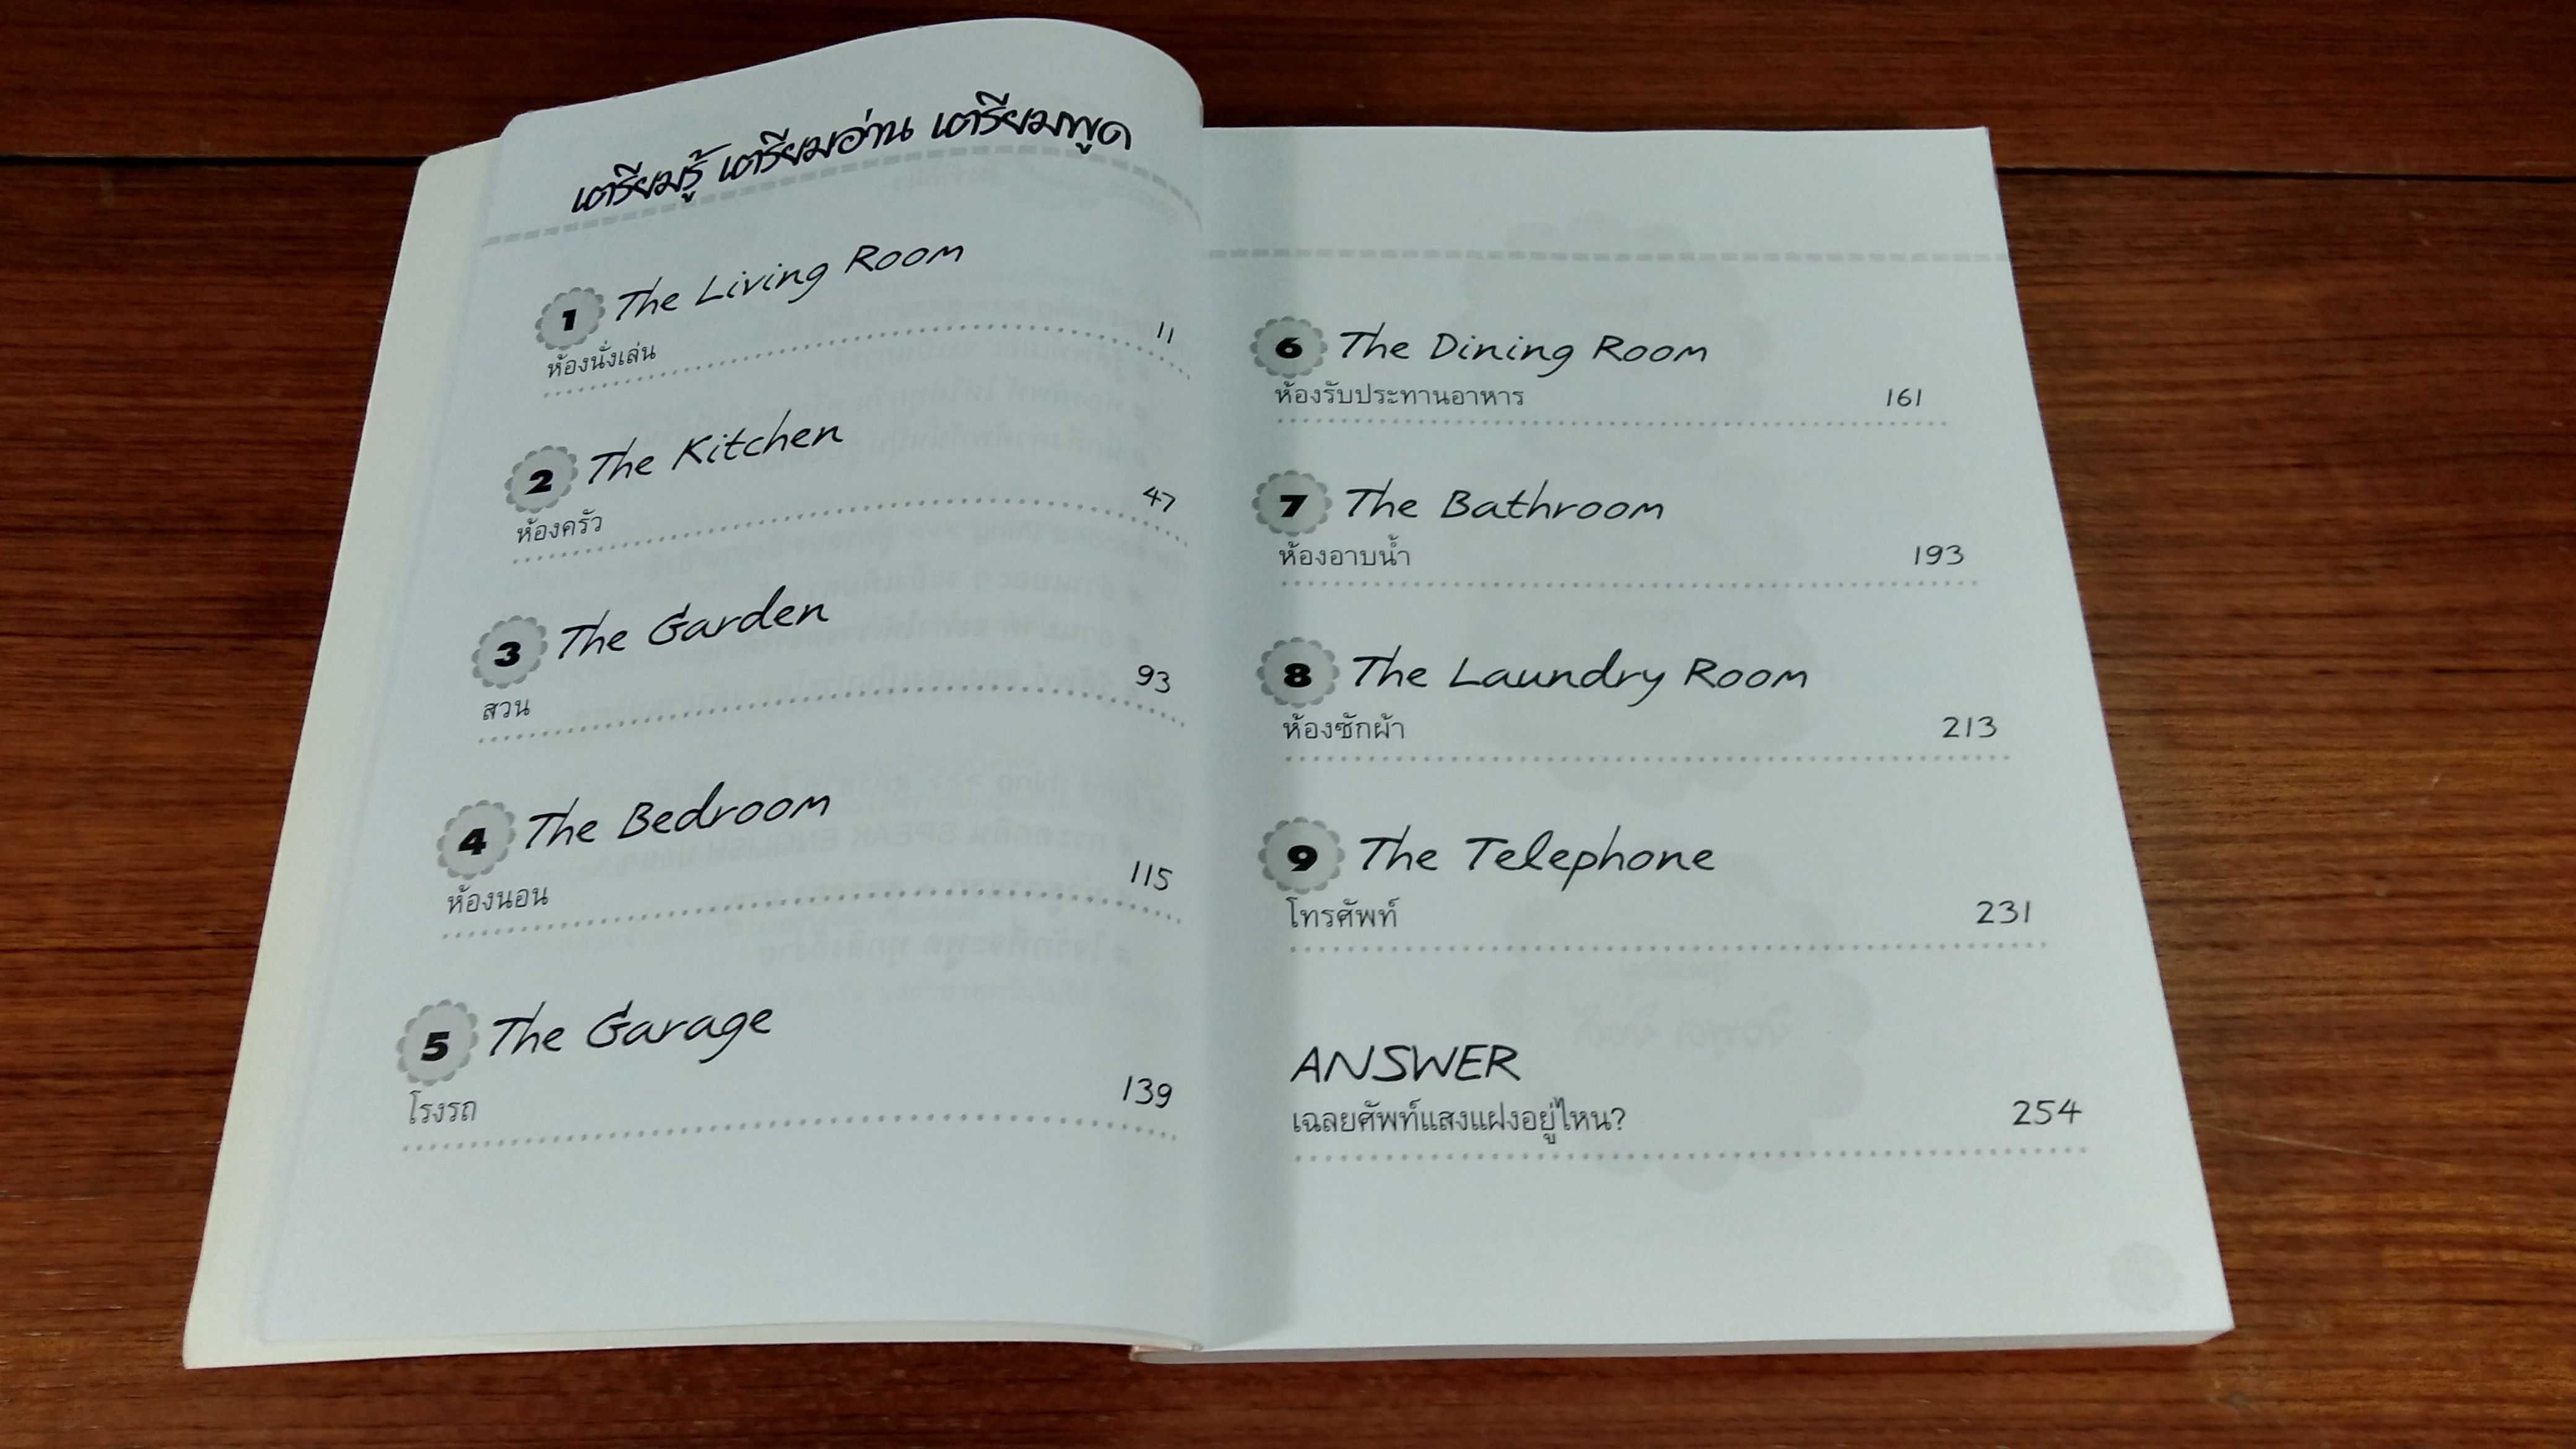 เตรียมรู้ เตรียมอ่าน เตรียมพูด
1 The Living Room
ห้องนั่งเล่น 11
2 The Kitchen
ห้องครัว 47
3 The Garden
สวน 93
4 The Bedroom
ห้องนอน 115
5 The Garage
โรงรถ 139
6 The Dining Room
ห้องรับประทานอาหาร 161
7 The Bathroom
ห้องอาบน้ำ 193
8 The Laundry Room
ห้องซักผ้า 213
9 The Telephone
โทรศัพท์ 231
ANSWER
เฉลยศัพท์แสงแฝงอยู่ไหน? 254